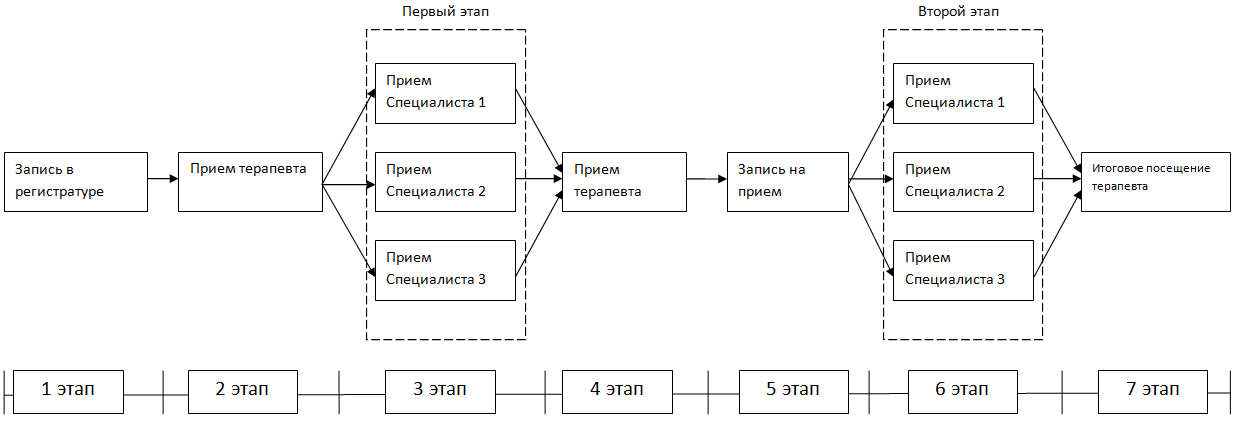 Первый этап
Второй этап
Прием
Специалиста 1
Прием
Специалиста 1
Запись в
регистратуре
Прием терапевта
Прием
Специалиста 2
Прием
терапевта
Запись на
прием
Прием
Специалиста 2
Итоговое посещение
терапевта
Прием
Специалиста 3
Прием
Специалиста 3
1 этап
2 этап
3 этап
4 этап
5 этап
6 этап
7 этап